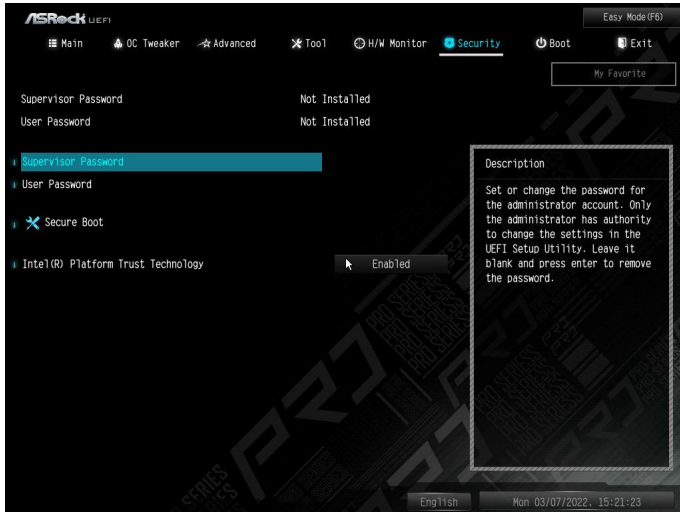 ASRock UEFI
Easy Mode(F6)
Main
OC Tweaker
Advanced
Tool
H/W Monitor
Security
Boot
Exit
My Favorite
Supervisor Password Not Installed
User Password Not Installed
Supervisor Password
User Password
Secure Boot
Intel(R) Platform Trust Technology Enabled
Description
Set or change the password for
the administrator account. Only
the administrator has authority
to change the settings in the
UEFI Setup Utility. Leave it
blank and press enter to remove
the password.
PRO SERIES
English
Mon 03/07/2022. 15:21:23